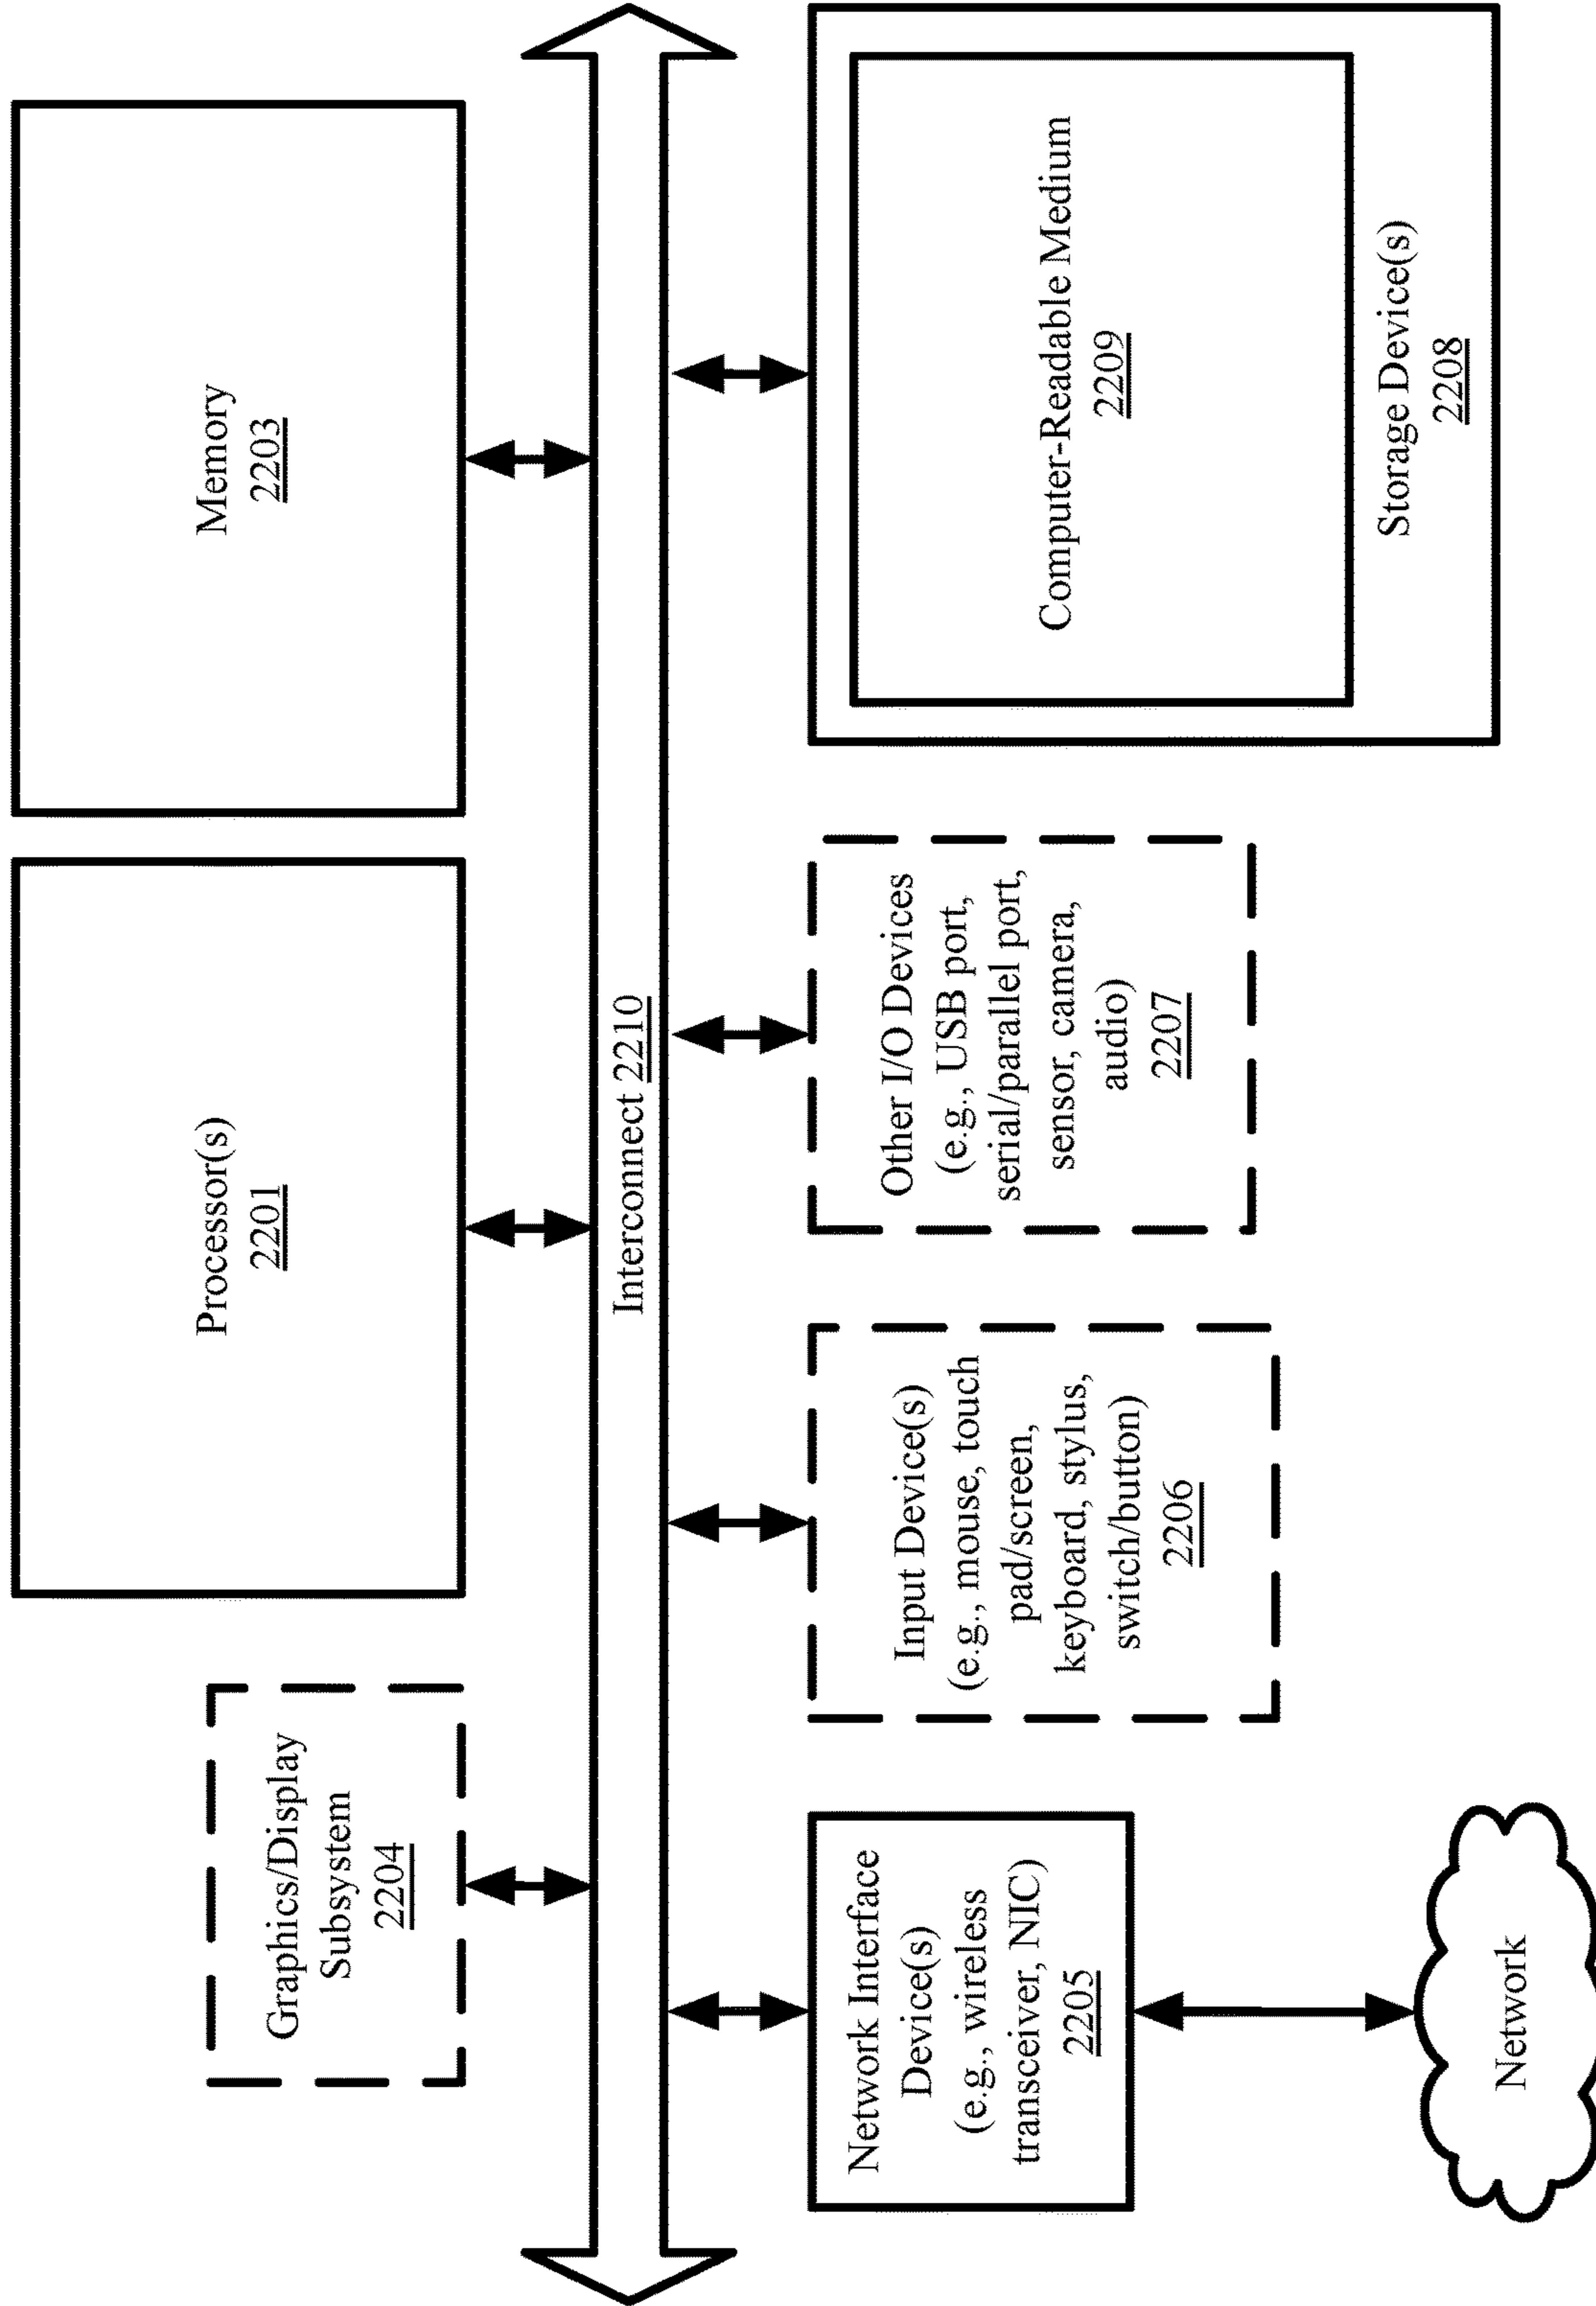 Graphics/Display
Subsystem
2204
Processor(s)
2201
Memory
2203
Interconnect 2210
Network Interface
Device(s)
(e.g., wireless
transceiver, NIC)
2205
Input Device(s)
(e.g., mouse, touch
pad/screen,
keyboard, stylus,
switch/button)
2206
Other I/O Devices
(e.g., USB port,
serial/parallel port,
sensor, camera,
audio)
2207
Computer-Readable Medium
2209
Storage Device(s)
2208
Network